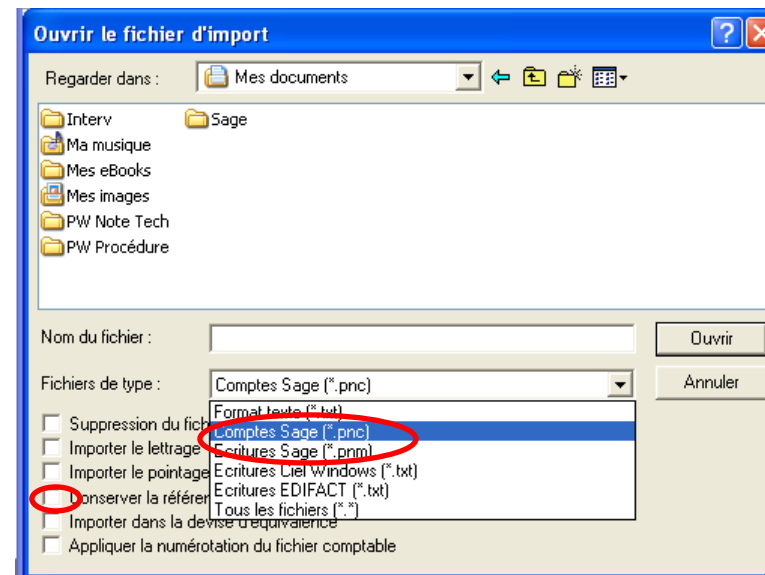 Ouvrir le fichier d'import
Regarder dans : Mes documents
Interv Sage
Ma musique
Mes eBooks
Mes images
PW Note Tech
PW Procédure
Nom du fichier : Ouvrir
Fichiers de type : Comptes Sage (*.pnc) Annuler
Format texte (*.txt)
Suppression du fich
Comptes Sage (*.pnc)
Importer le lettrage
Ecritures Sage (*.pnm)
Importer le pointage
Ecritures Ciel Windows (*.txt)
Conserver la référen
Ecritures EDIFACT (*.txt)
Tous les fichiers (*.*)
Importer dans la devise d'équivalence
Appliquer la numérotation du fichier comptable